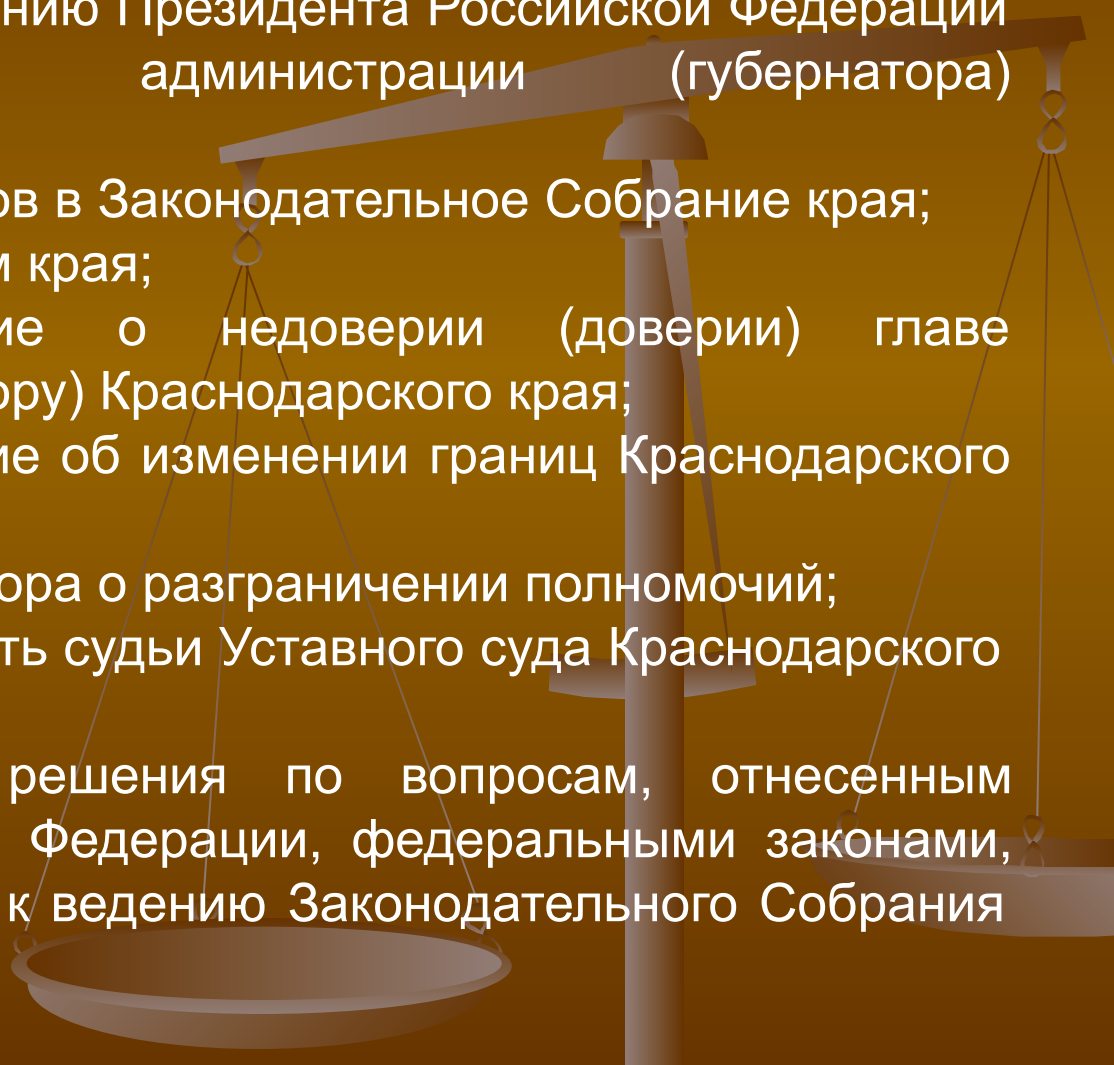 нию Президента Российской Федерации
администрации (губернатора)
ов в Законодательное Собрание края;
м края;
ие о недоверии (доверии) главе
ору) Краснодарского края;
ие об изменении границ Краснодарского
ора о разграничении полномочий;
ть судьи Уставного суда Краснодарского
решения по вопросам, отнесенным
Федерации, федеральными законами,
к ведению Законодательного Собрания